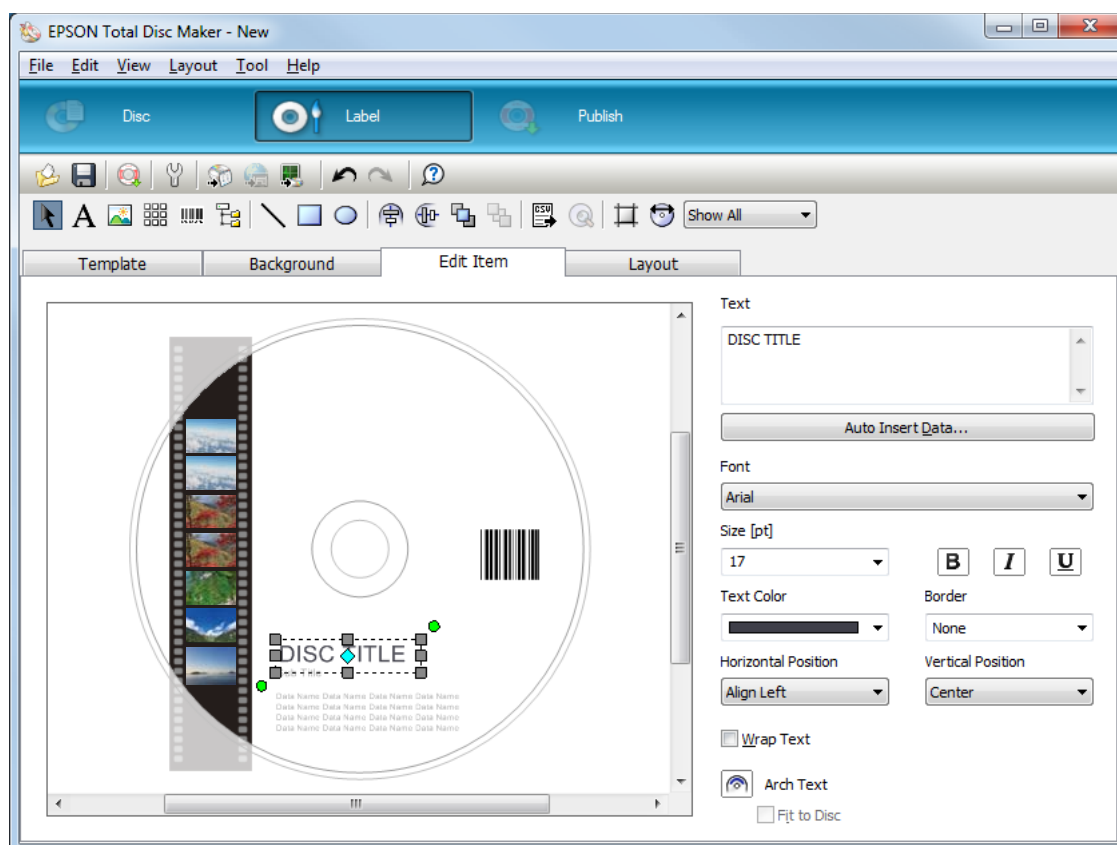 EPSON Total Disc Maker - New
File Edit View Layout Tool Help
Disc Label Publish
A CSV Show All
Template Background Edit Item Layout
Text
DISC TITLE
Auto Insert Data...
Font
Arial
Size [pt]
17 B I U
Text Color Border
None
Horizontal Position Vertical Position
Align Left Center
Wrap Text
Arch Text
Fit to Disc
DISC TITLE
Title
Data Name Data Name Data Name Data Name
Data Name Data Name Data Name Data Name
Data Name Data Name Data Name Data Name
Data Name Data Name Data Name Data Name